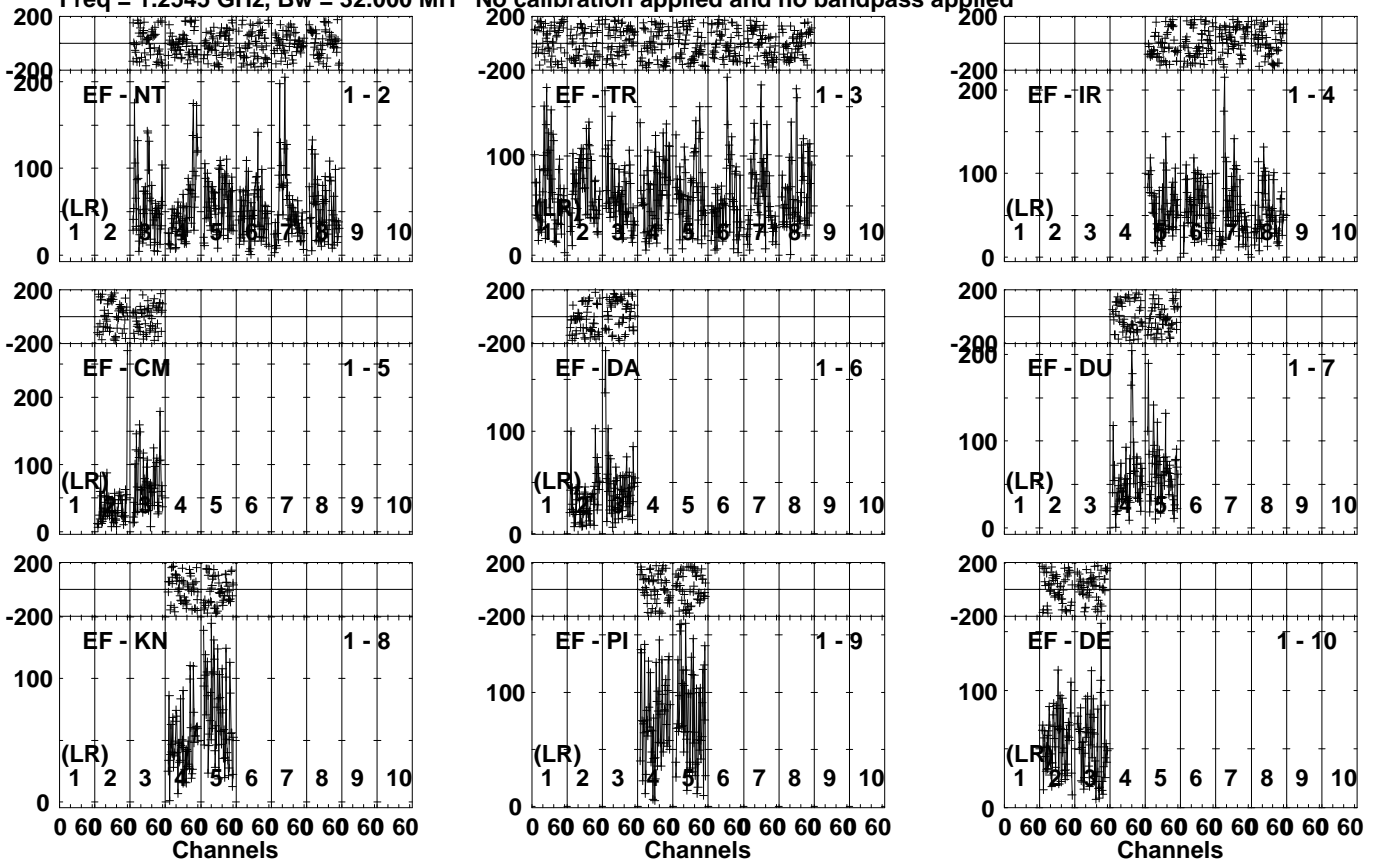 Freq = 1.2545 GHz, Bw = 32.000 MH No calibration applied and no bandpass applied
200 200 200
-200 -200 -200
200 EF - NT 1 - 2 EF - TR 1 - 3 200 EF - IR 1 - 4
100 100 100
(LR) (LR) (LR)
1 2 3 4 5 6 7 8 9 10 1 2 3 4 5 6 7 8 9 10 1 2 3 4 5 6 7 8 9 10
0 0 0
200 200 200
-200 -200 -200
EF - CM 1 - 5 EF - DA 1 - 6 200 EF - DU 1 - 7
200
100 100 100
(LR) (LR) (LR)
1 2 3 4 5 6 7 8 9 10 1 2 3 4 5 6 7 8 9 10 1 2 3 4 5 6 7 8 9 10
0 0 0
200 200 200
-200 -200 -200
EF - KN 1 - 8 EF - PI 1 - 9 EF - DE 1 - 10
100 100 100
(LR) (LR) (LR)
1 2 3 4 5 6 7 8 9 10 1 2 3 4 5 6 7 8 9 10 1 2 3 4 5 6 7 8 9 10
0 0 0
0 60 60 60 60 60 60 60 60 60 60 0 60 60 60 60 60 60 60 60 60 60 0 60 60 60 60 60 60 60 60 60 60
Channels Channels Channels